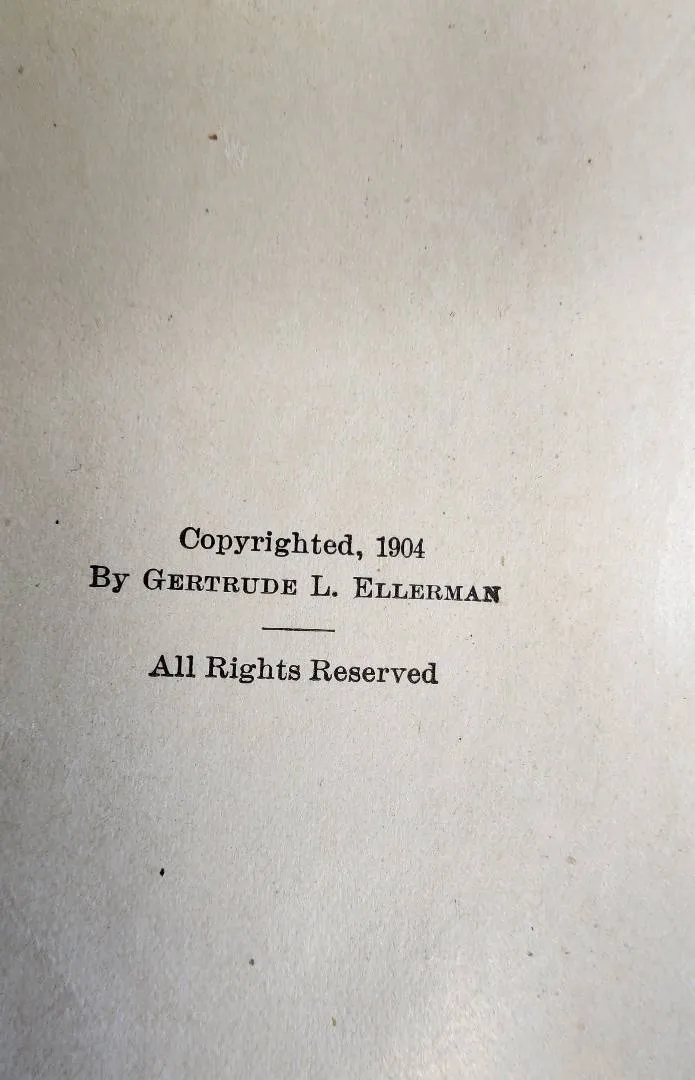 Copyrighted, 1904
By GERTRUDE L. ELLERMAN
All Rights Reserved